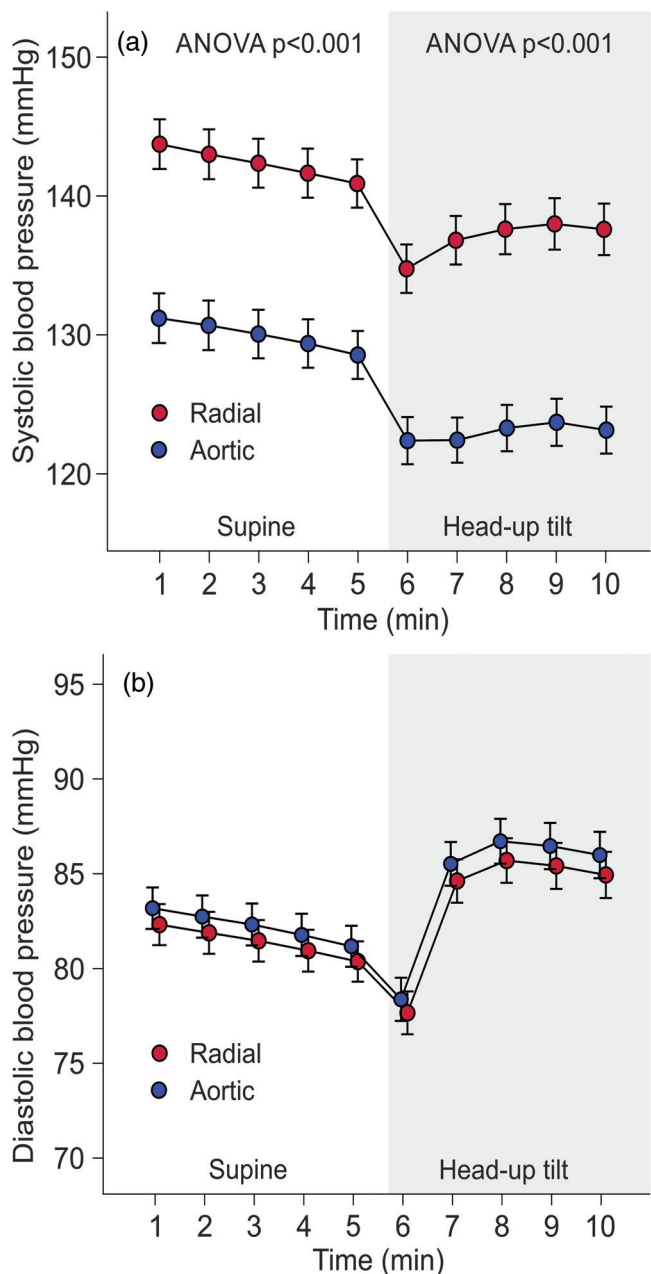 (a) ANOVA p<0.001 ANOVA p<0.001
Systolic blood pressure (mmHg)
150
140
130
120
Radial
Aortic
Supine Head-up tilt
1 2 3 4 5 6 7 8 9 10
Time (min)
(b)
Diastolic blood pressure (mmHg)
95
90
85
80
75
70
Radial
Aortic
Supine Head-up tilt
1 2 3 4 5 6 7 8 9 10
Time (min)